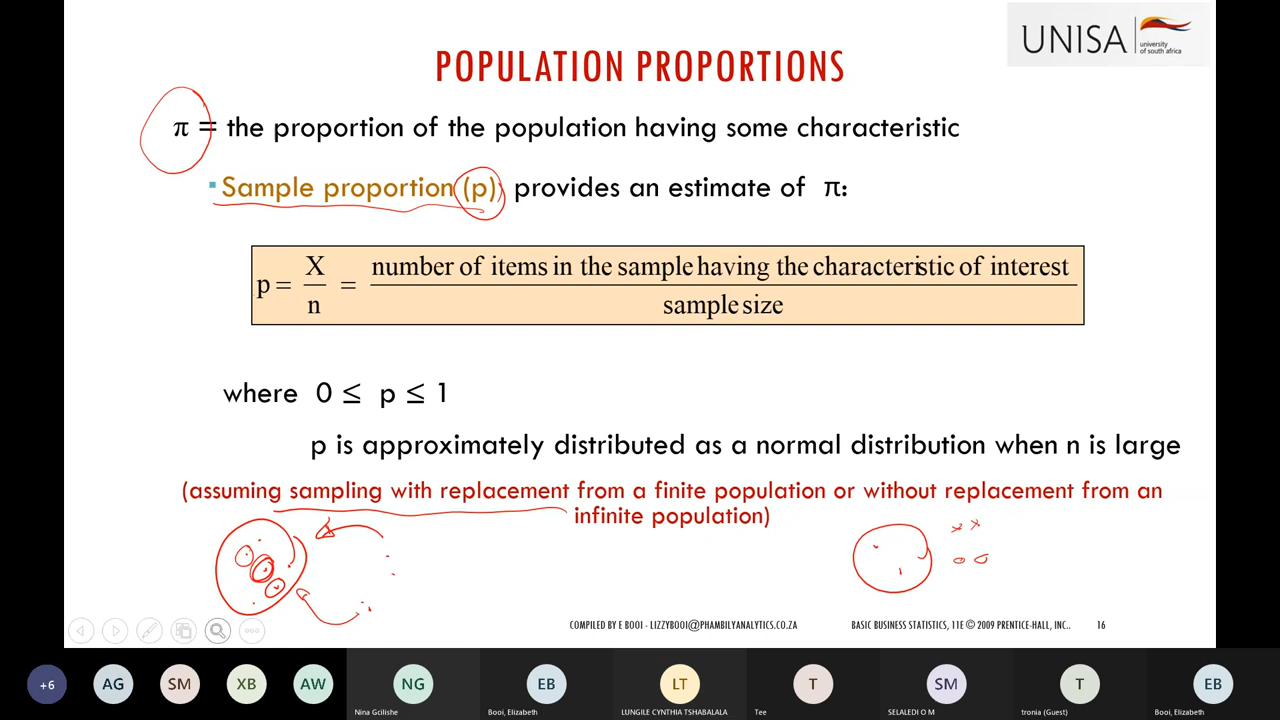 UNISA
university
of south africa
POPULATION PROPORTIONS
π = the proportion of the population having some characteristic
▪ Sample proportion (p) provides an estimate of π:
p = X/n = number of items in the sample having the characteristic of interest
sample size
where 0 ≤ p ≤ 1
p is approximately distributed as a normal distribution when n is large
(assuming sampling with replacement from a finite population or without replacement from an
infinite population)
COMPILED BY E BOOI - LIZZYBOOI@PHAMBILYANALYTICS.CO.ZA BASIC BUSINESS STATISTICS, 11E © 2009 PRENTICE-HALL, INC.. 16
+6 AG SM XB AW NG EB LT T SM T EB
Nina Gcilishe Booi, Elizabeth LUNGILE CYNTHIA TSHABALALA Tee SELALEDI O M tronia (Guest) Booi, Elizabeth